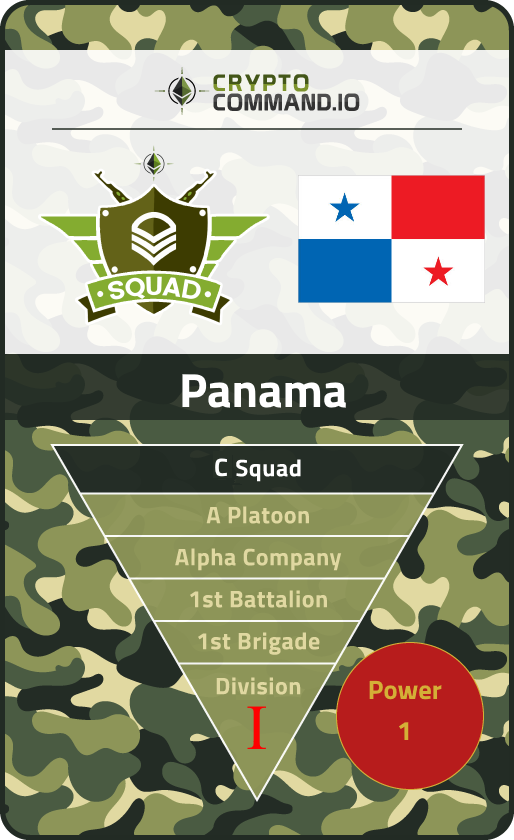 CRYPTO
COMMAND.IO
SQUAD
Panama
C Squad
A Platoon
Alpha Company
1st Battalion
1st Brigade
Division
I
Power
1